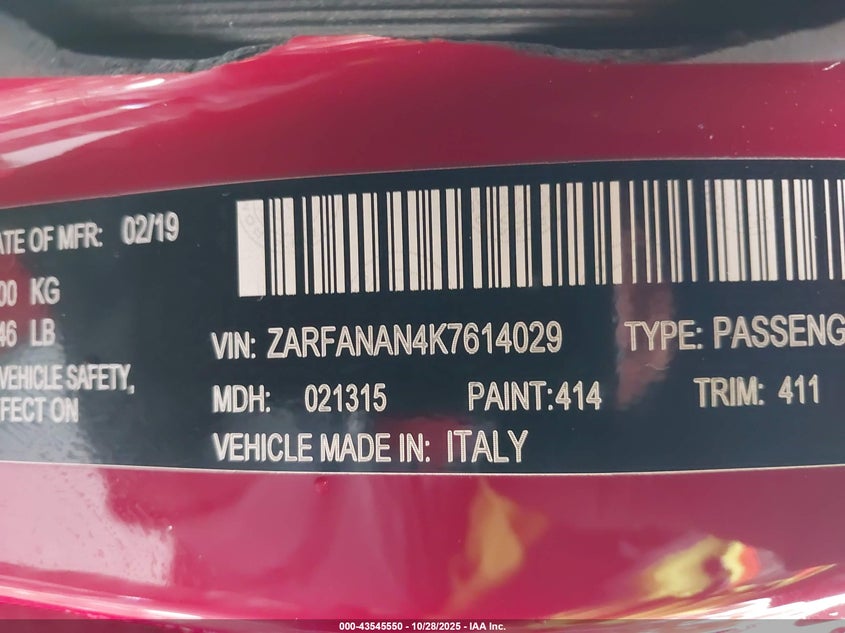 ATE OF MFR: 02/19
00 KG
46 LB
VIN: ZARFANAN4K7614029 TYPE: PASSENG
VEHICLE SAFETY,
FFECT ON
MDH: 021315 PAINT:414 TRIM: 411
VEHICLE MADE IN: ITALY
000-43545550 - 10/28/2025 - IAA Inc.